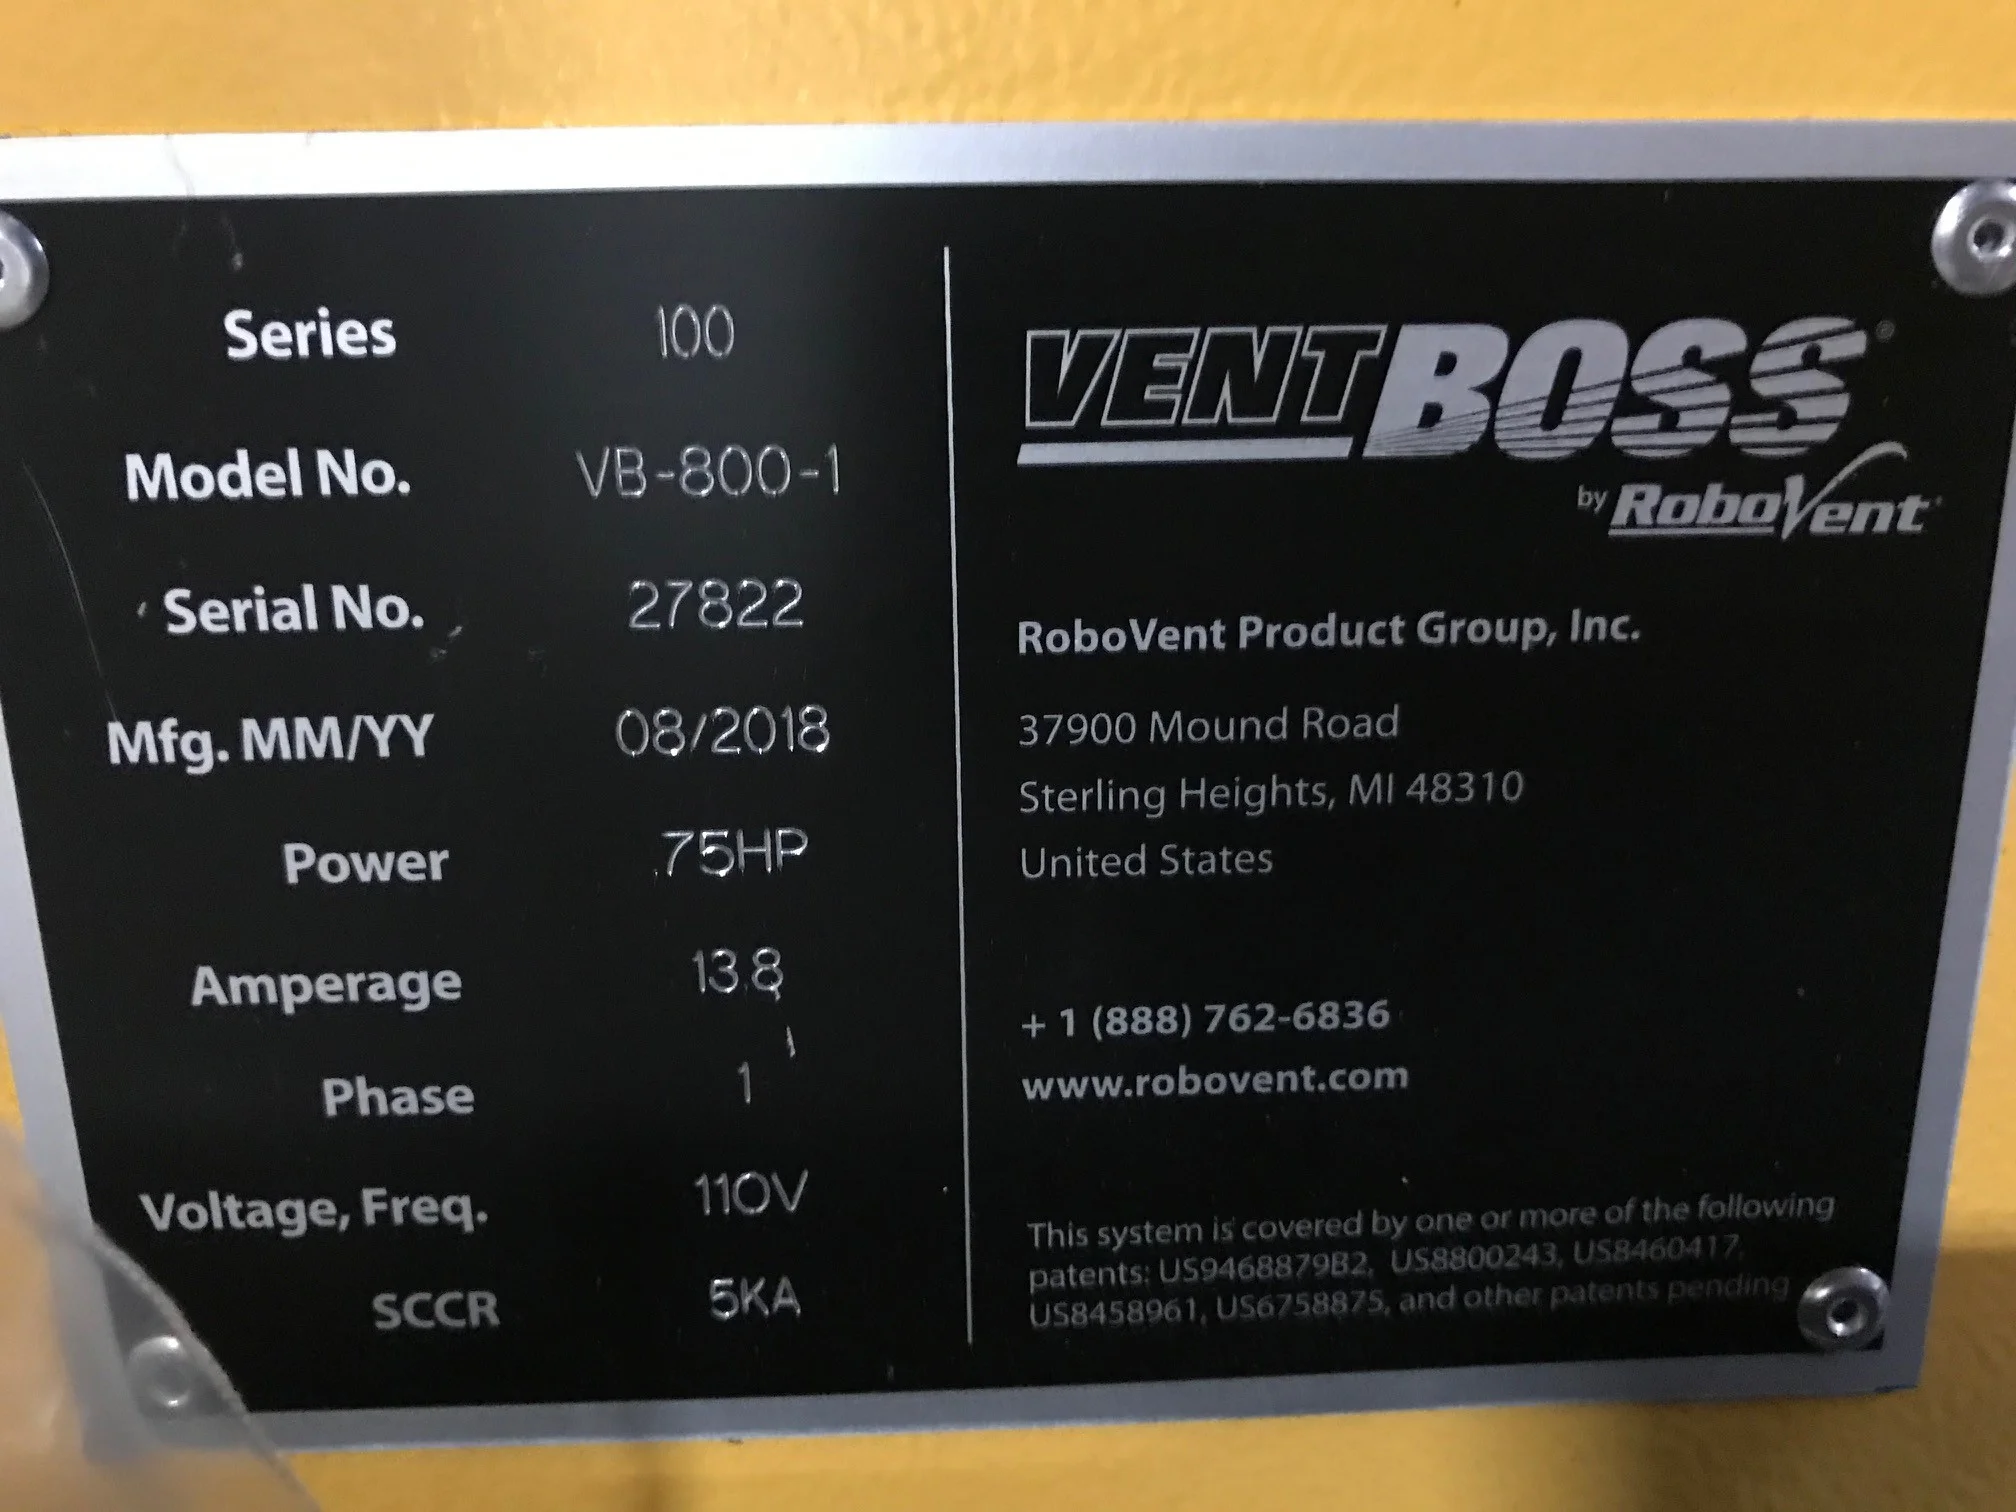 Series 100
Model No. VB-800-1
Serial No. 27822
Mfg. MM/YY 08/2018
Power .75HP
Amperage 13.8
Phase 1
Voltage, Freq. 110V
SCCR 5KA
VENTBOSS®
by RoboVent
RoboVent Product Group, Inc.
37900 Mound Road
Sterling Heights, MI 48310
United States
+ 1 (888) 762-6836
www.robovent.com
This system is covered by one or more of the following
patents: US9468879B2, US8800243, US8460417,
US8458961, US6758875, and other patents pending